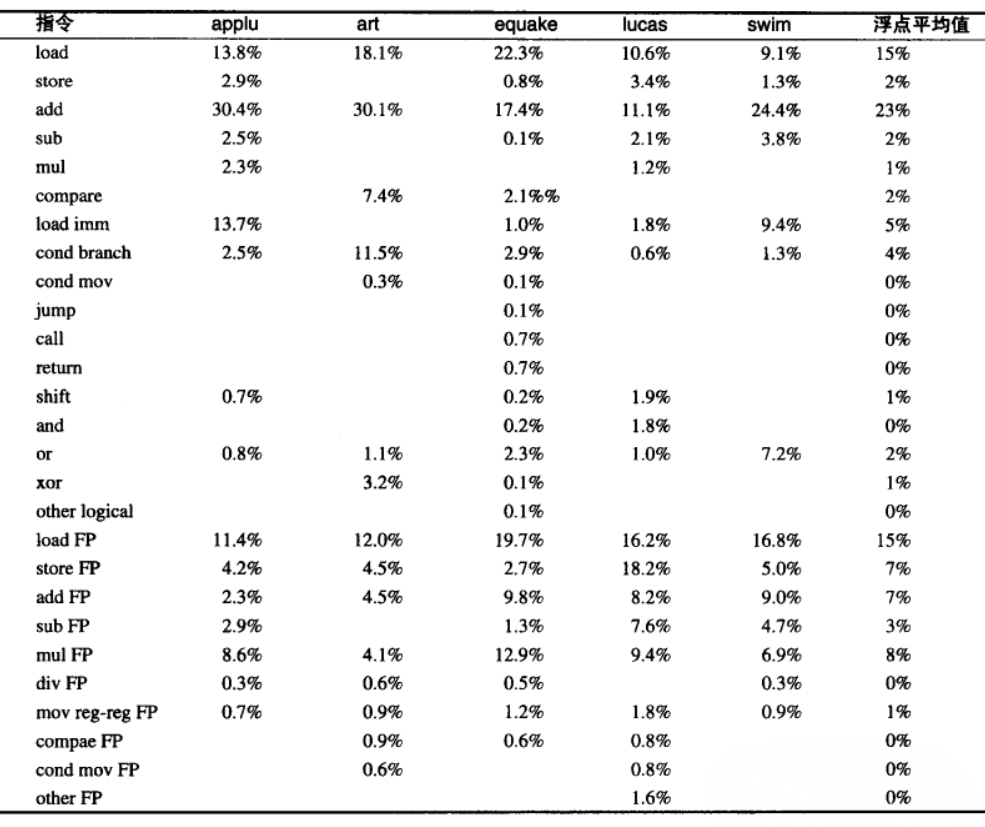 指令 applu art equake lucas swim 浮点平均值
load 13.8% 18.1% 22.3% 10.6% 9.1% 15%
store 2.9% 0.8% 3.4% 1.3% 2%
add 30.4% 30.1% 17.4% 11.1% 24.4% 23%
sub 2.5% 0.1% 2.1% 3.8% 2%
mul 2.3% 1.2% 1%
compare 7.4% 2.1%% 2%
load imm 13.7% 1.0% 1.8% 9.4% 5%
cond branch 2.5% 11.5% 2.9% 0.6% 1.3% 4%
cond mov 0.3% 0.1% 0%
jump 0.1% 0%
call 0.7% 0%
return 0.7% 0%
shift 0.7% 0.2% 1.9% 1%
and 0.2% 1.8% 0%
or 0.8% 1.1% 2.3% 1.0% 7.2% 2%
xor 3.2% 0.1% 1%
other logical 0.1% 0%
load FP 11.4% 12.0% 19.7% 16.2% 16.8% 15%
store FP 4.2% 4.5% 2.7% 18.2% 5.0% 7%
add FP 2.3% 4.5% 9.8% 8.2% 9.0% 7%
sub FP 2.9% 1.3% 7.6% 4.7% 3%
mul FP 8.6% 4.1% 12.9% 9.4% 6.9% 8%
div FP 0.3% 0.6% 0.5% 0.3% 0%
mov reg-reg FP 0.7% 0.9% 1.2% 1.8% 0.9% 1%
compae FP 0.9% 0.6% 0.8% 0%
cond mov FP 0.6% 0.8% 0%
other FP 1.6% 0%